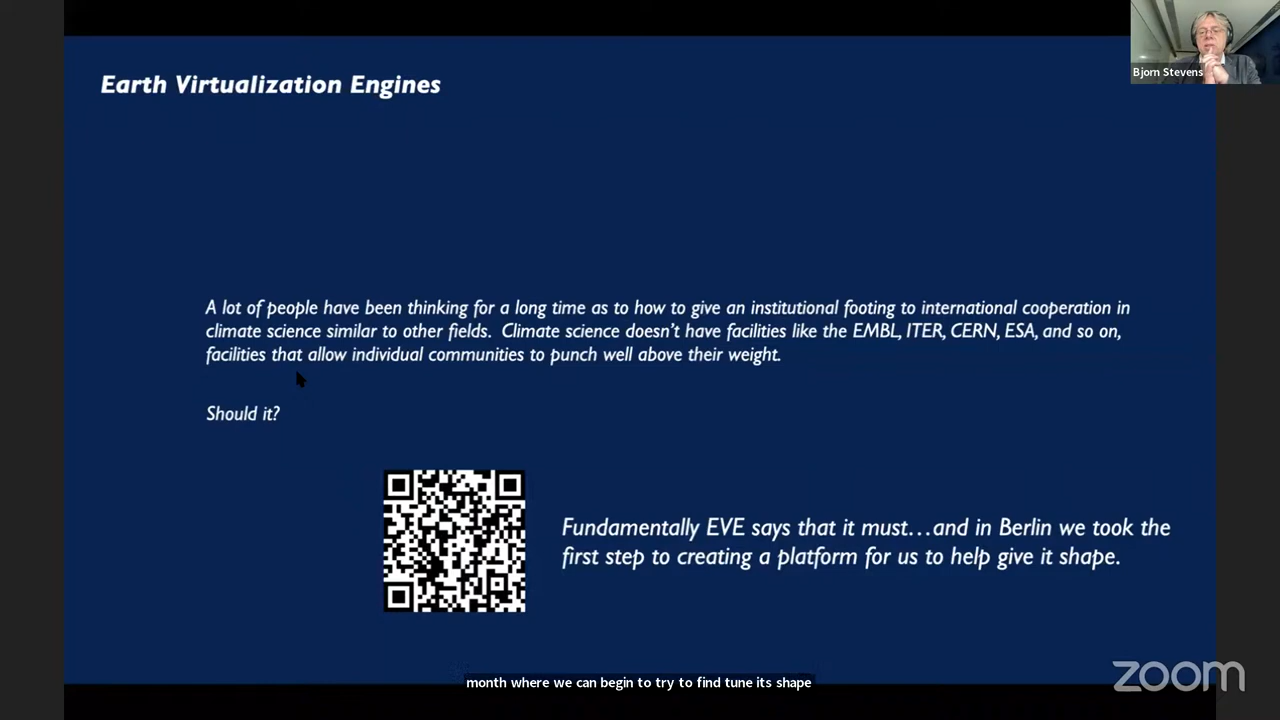 Earth Virtualization Engines
Bjorn Stevens
A lot of people have been thinking for a long time as to how to give an institutional footing to international cooperation in
climate science similar to other fields. Climate science doesn't have facilities like the EMBL, ITER, CERN, ESA, and so on,
facilities that allow individual communities to punch well above their weight.
Should it?
Fundamentally EVE says that it must...and in Berlin we took the
first step to creating a platform for us to help give it shape.
month where we can begin to try to find tune its shape
zoom